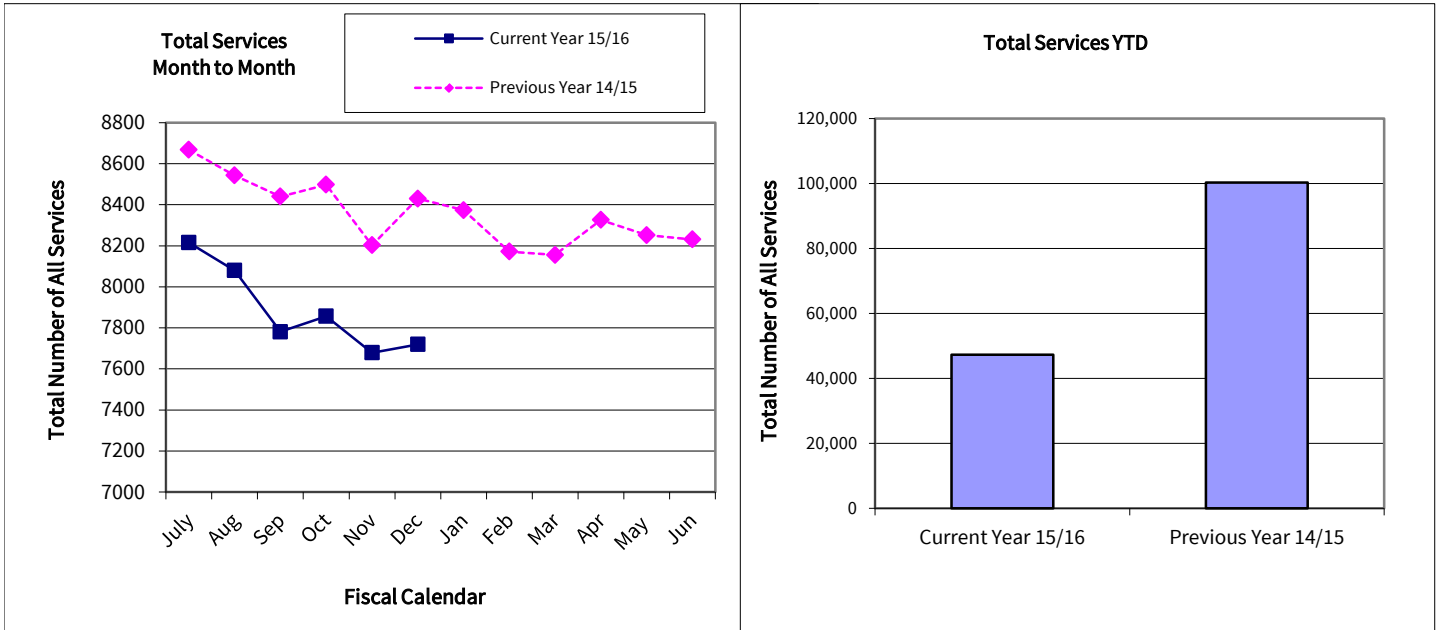 Total Services
Month to Month
Current Year 15/16
Previous Year 14/15
8800
8600
8400
8200
8000
7800
7600
7400
7200
7000
Total Number of All Services
July Aug Sep Oct Nov Dec Jan Feb Mar Apr May Jun
Fiscal Calendar
Total Services YTD
120,000
100,000
80,000
60,000
40,000
20,000
0
Total Number of All Services
Current Year 15/16 Previous Year 14/15